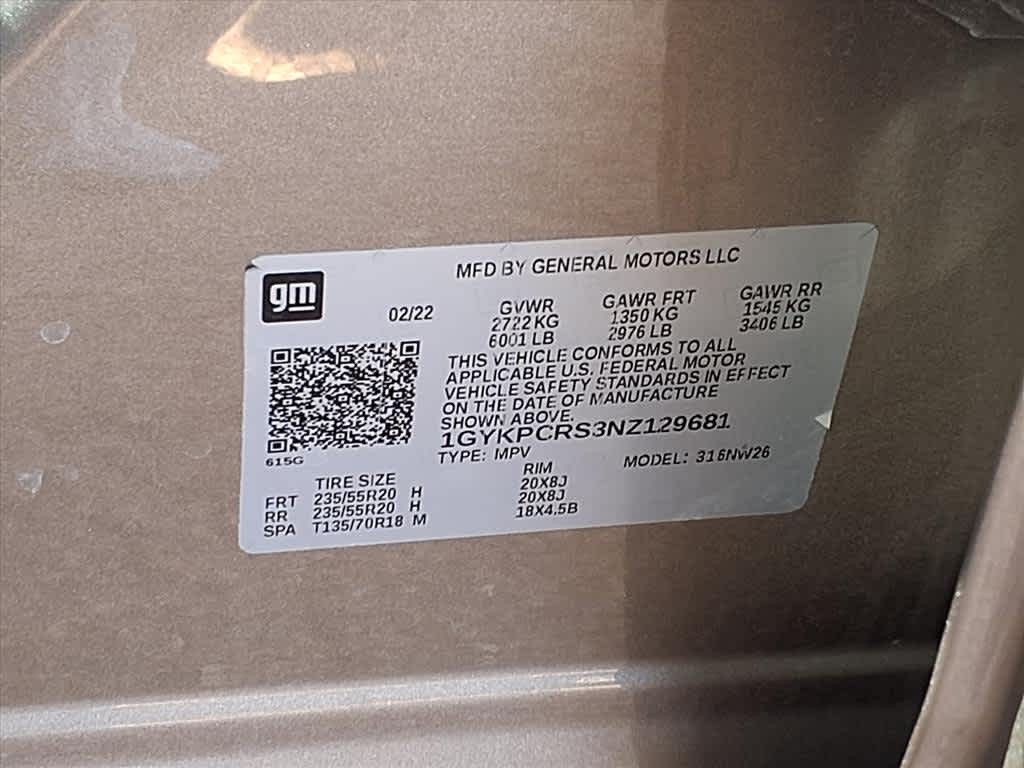 gm
MFD BY GENERAL MOTORS LLC
02/22
GVWR GAWR FRT GAWR RR
2722 KG 1350 KG 1545 KG
6001 LB 2976 LB 3406 LB
THIS VEHICLE CONFORMS TO ALL
APPLICABLE U.S. FEDERAL MOTOR
VEHICLE SAFETY STANDARDS IN EFFECT
ON THE DATE OF MANUFACTURE
SHOWN ABOVE.
1GYKPCRS3NZ129681
615G
TYPE: MPV MODEL: 316NW26
TIRE SIZE RIM
FRT 235/55R20 H 20X8J
RR 235/55R20 H 20X8J
SPA T135/70R18 M 18X4.5B